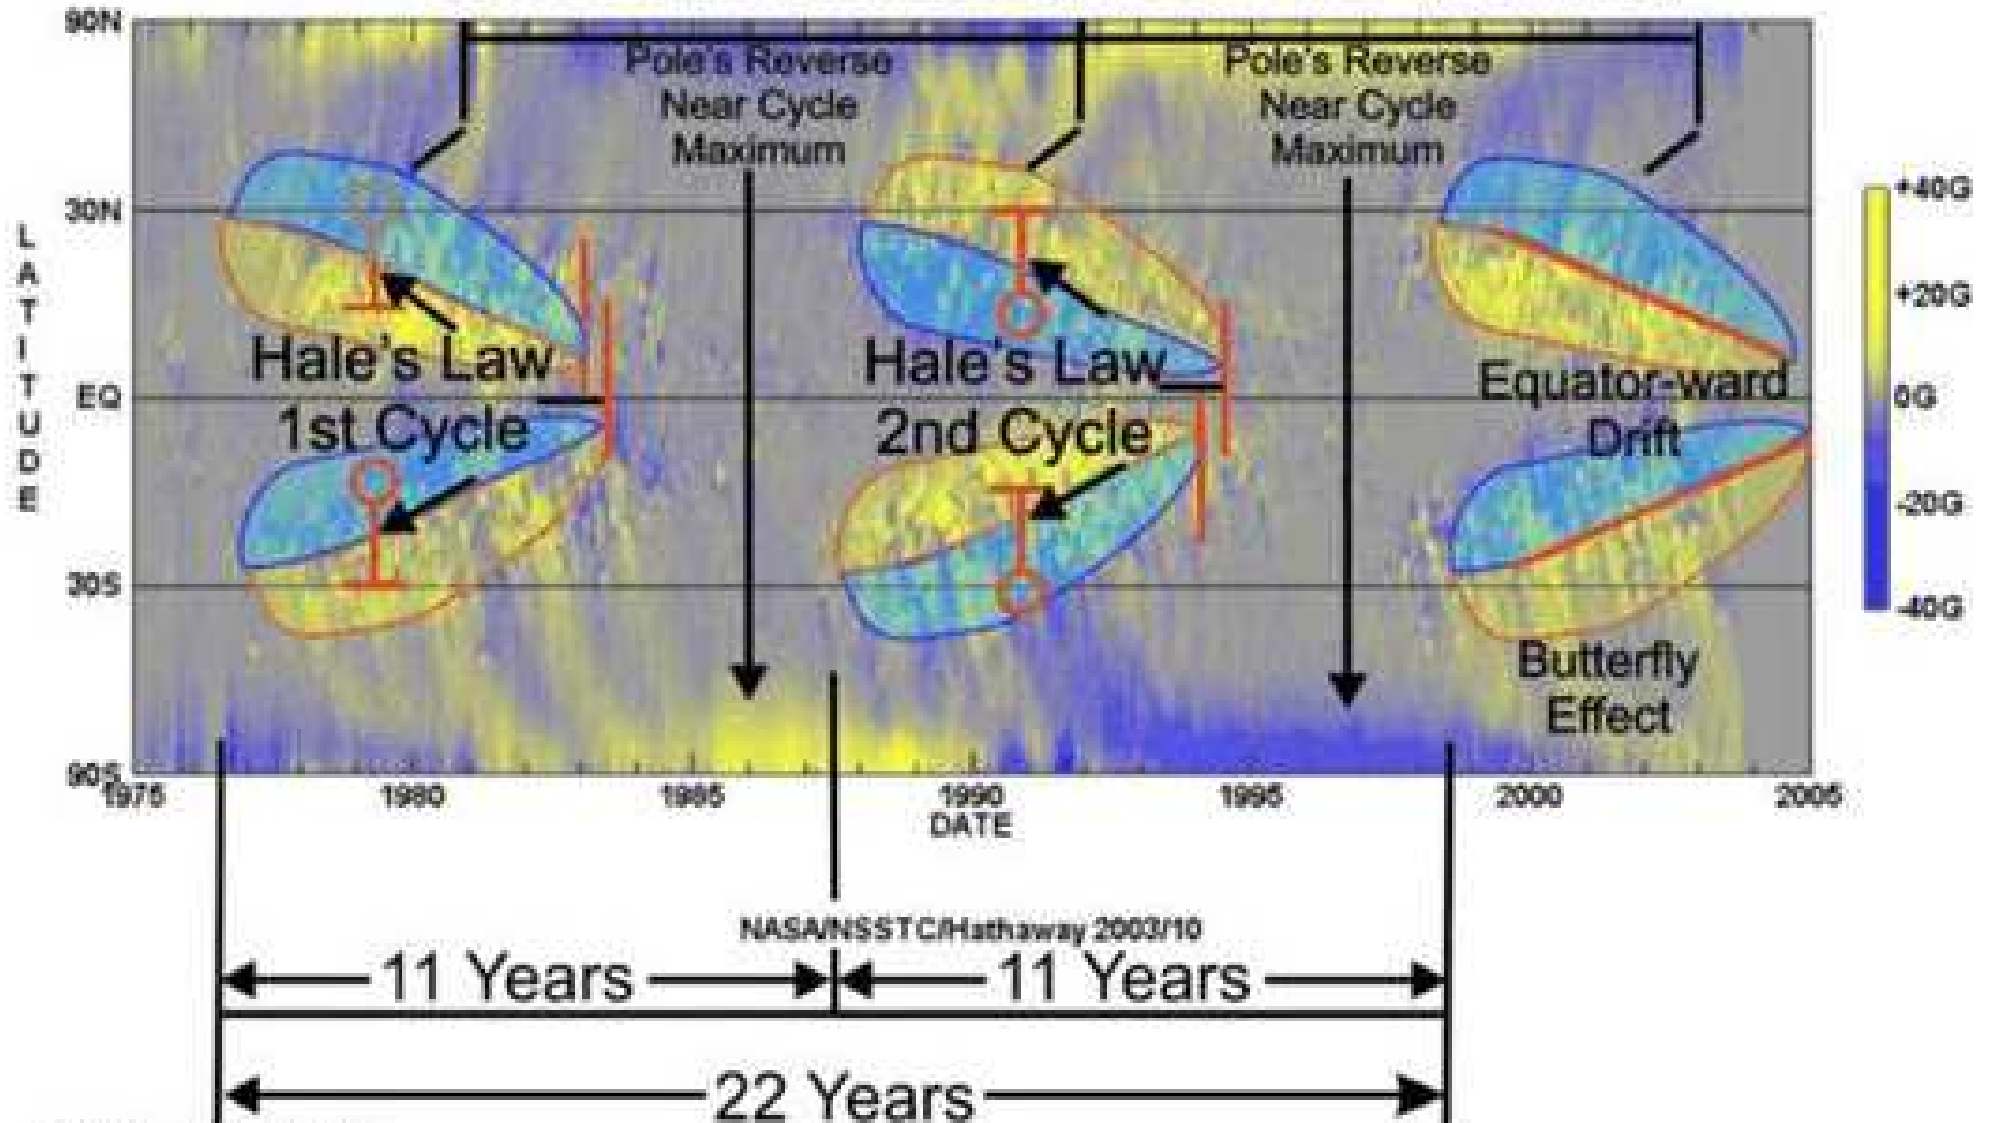 90N
Pole's Reverse
Near Cycle
Maximum
Pole's Reverse
Near Cycle
Maximum
30N
LATITUDE
Hale's Law
1st Cycle
Hale's Law
2nd Cycle
Equator-ward
Drift
EQ
30S
Butterfly
Effect
90S
+40G
+20G
0G
-20G
-40G
1975 1980 1985 1990 1995 2000 2005
DATE
NASA/NSSTC/Hathaway 2003/10
11 Years 11 Years
22 Years